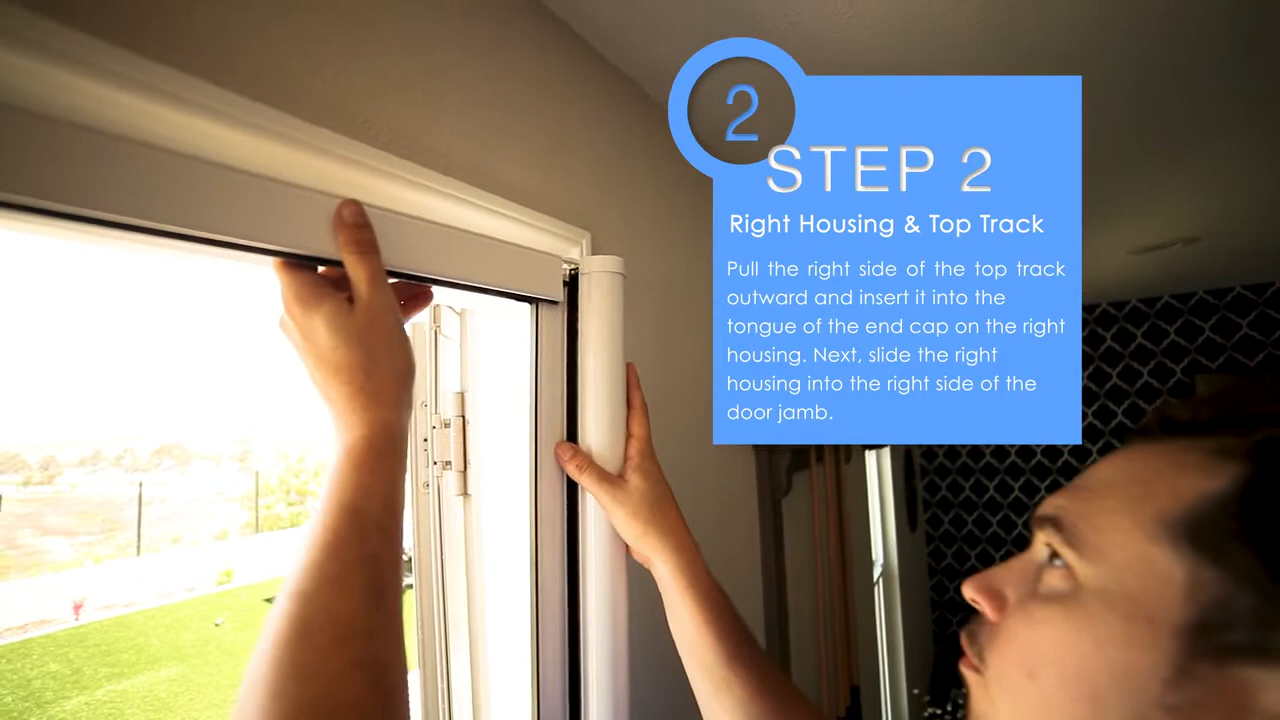 2
STEP 2
Right Housing & Top Track
Pull the right side of the top track
outward and insert it into the
tongue of the end cap on the right
housing. Next, slide the right
housing into the right side of the
door jamb.